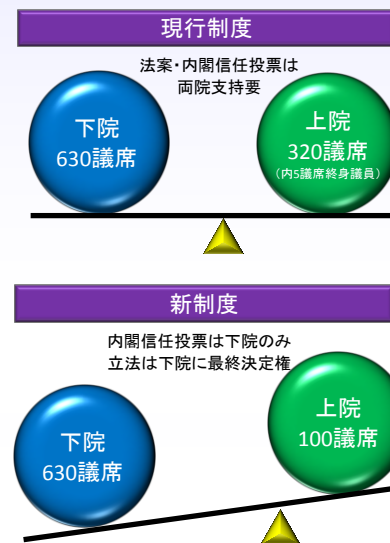 現行制度
法案・内閣信任投票は
両院支持要
下院
630議席
上院
320議席
（内5議席終身議員）
新制度
内閣信任投票は下院のみ
立法は下院に最終決定権
下院
630議席
上院
100議席